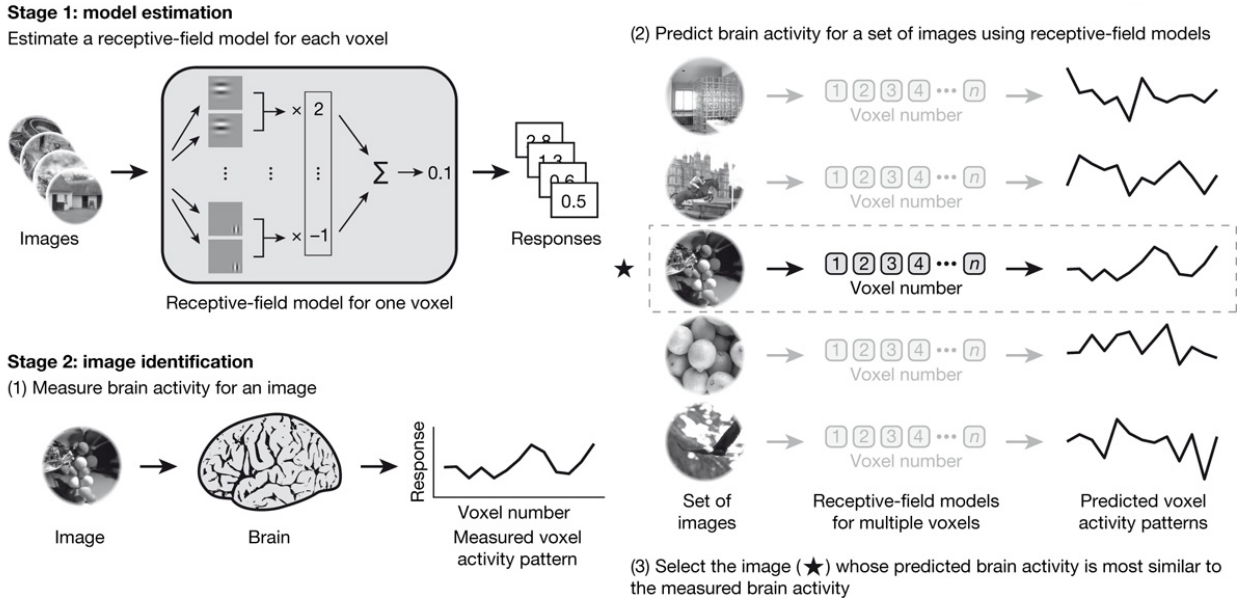 Stage 1: model estimation
Estimate a receptive-field model for each voxel
× 2
∑
0.1
× −1
2.8
1.3
0.6
0.5
Images
Responses
Receptive-field model for one voxel
Stage 2: image identification
(1) Measure brain activity for an image
Response
Voxel number
Image
Brain
Measured voxel
activity pattern
(2) Predict brain activity for a set of images using receptive-field models
1 2 3 4 ••• n
Voxel number
1 2 3 4 ••• n
Voxel number
★
1 2 3 4 ••• n
Voxel number
1 2 3 4 ••• n
Voxel number
1 2 3 4 ••• n
Voxel number
Set of
images
Receptive-field models
for multiple voxels
Predicted voxel
activity patterns
(3) Select the image (★) whose predicted brain activity is most similar to
the measured brain activity